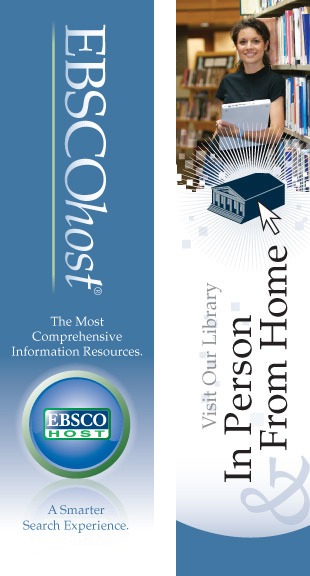 EBSCOhost®
The Most
Comprehensive
Information Resources.
EBSCO
HOST
A Smarter
Search Experience.
Visit Our Library
In Person
& From Home